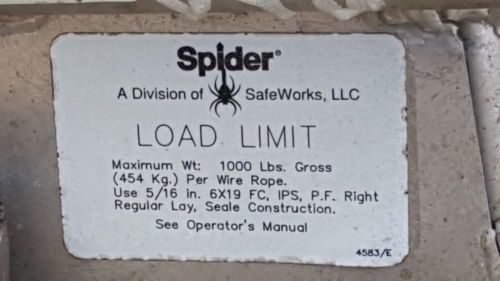 Spider®
A Division of SafeWorks, LLC
LOAD LIMIT
Maximum Wt: 1000 Lbs. Gross
(454 Kg.) Per Wire Rope.
Use 5/16 in. 6X19 FC, IPS, P.F. Right
Regular Lay, Seale Construction.
See Operator's Manual
4583/E